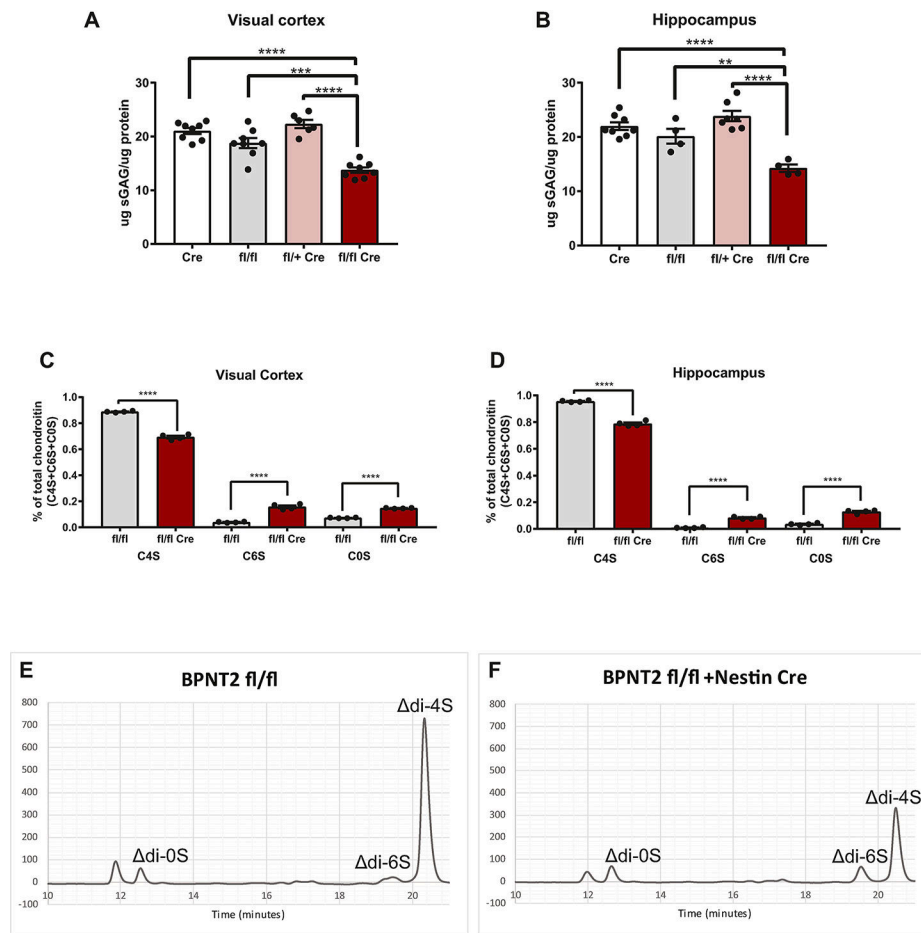 A
Visual cortex
****
***
****
ug sGAG/ug protein
30
20
10
0
Cre
fl/fl
fl/+ Cre
fl/fl Cre
B
Hippocampus
****
**
****
ug sGAG/ug protein
30
20
10
0
Cre
fl/fl
fl/+ Cre
fl/fl Cre
C
Visual Cortex
% of total chondroitin
(C4S+C6S+C0S)
1.0
0.8
0.6
0.4
0.2
0.0
****
****
****
fl/fl
fl/fl Cre
fl/fl
fl/fl Cre
fl/fl
fl/fl Cre
C4S
C6S
C0S
D
Hippocampus
% of total chondroitin
(C4S+C6S+C0S)
1.0
0.8
0.6
0.4
0.2
0.0
****
****
****
fl/fl
fl/fl Cre
fl/fl
fl/fl Cre
fl/fl
fl/fl Cre
C4S
C6S
C0S
E
BPNT2 fl/fl
800
700
600
500
400
300
200
100
0
-100
Δdi-0S
Δdi-6S
Δdi-4S
10
12
14
16
18
20
Time (minutes)
F
BPNT2 fl/fl +Nestin Cre
800
700
600
500
400
300
200
100
0
-100
Δdi-0S
Δdi-6S
Δdi-4S
10
12
14
16
18
20
Time (minutes)